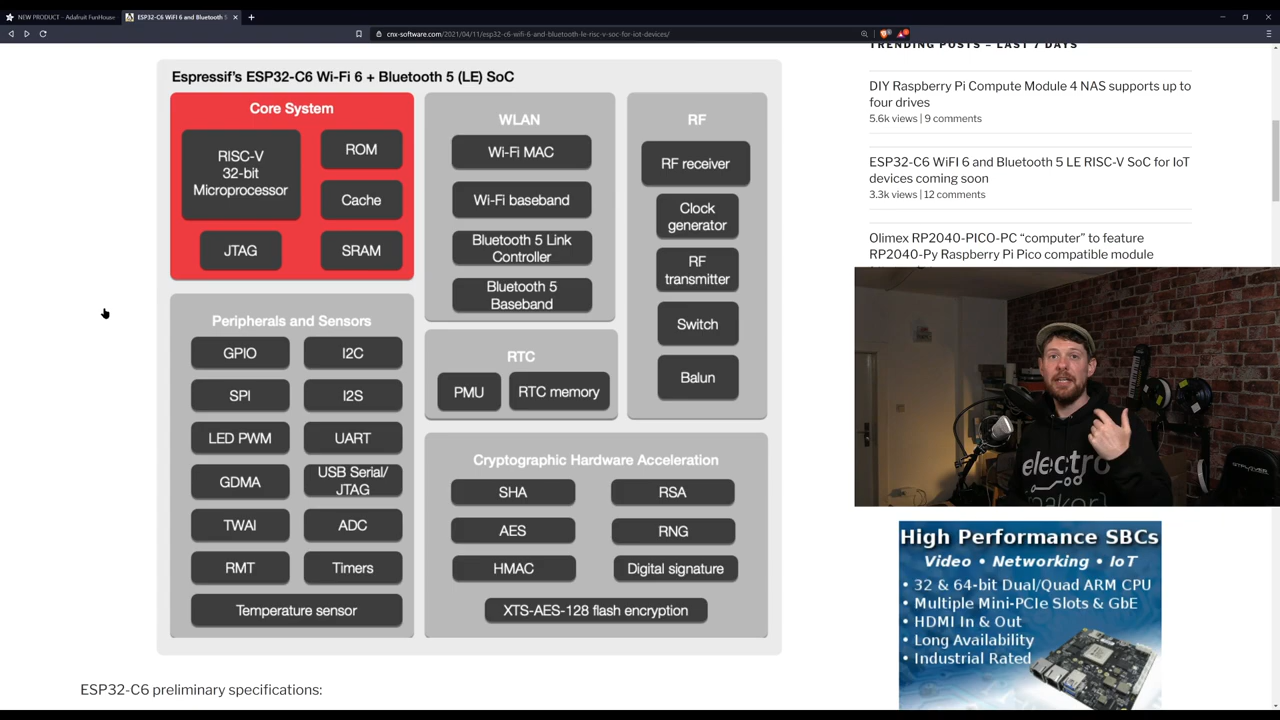 NEW PRODUCT - Adafruit FunHouse
ESP32-C6 WiFI 6 and Bluetooth 5
cnx-software.com/2021/04/11/esp32-c6-wifi-6-and-bluetooth-le-risc-v-soc-for-iot-devices/
Espressif's ESP32-C6 Wi-Fi 6 + Bluetooth 5 (LE) SoC
Core System
RISC-V
32-bit
Microprocessor
ROM
Cache
JTAG
SRAM
WLAN
Wi-Fi MAC
Wi-Fi baseband
Bluetooth 5 Link
Controller
Bluetooth 5
Baseband
RF
RF receiver
Clock
generator
RF
transmitter
Switch
Balun
Peripherals and Sensors
GPIO
I2C
SPI
I2S
LED PWM
UART
GDMA
USB Serial/
JTAG
TWAI
ADC
RMT
Timers
Temperature sensor
RTC
PMU
RTC memory
Cryptographic Hardware Acceleration
SHA
RSA
AES
RNG
HMAC
Digital signature
XTS-AES-128 flash encryption
ESP32-C6 preliminary specifications:
TRENDING POSTS – LAST 7 DAYS
DIY Raspberry Pi Compute Module 4 NAS supports up to
four drives
5.6k views | 9 comments
ESP32-C6 WiFI 6 and Bluetooth 5 LE RISC-V SoC for IoT
devices coming soon
3.3k views | 12 comments
Olimex RP2040-PICO-PC “computer” to feature
RP2040-Py Raspberry Pi Pico compatible module
electro
High Performance SBCs
Video • Networking • IoT
• 32 & 64-bit Dual/Quad ARM CPU
• Multiple Mini-PCIe Slots & GbE
• HDMI In & Out
• Long Availability
• Industrial Rated